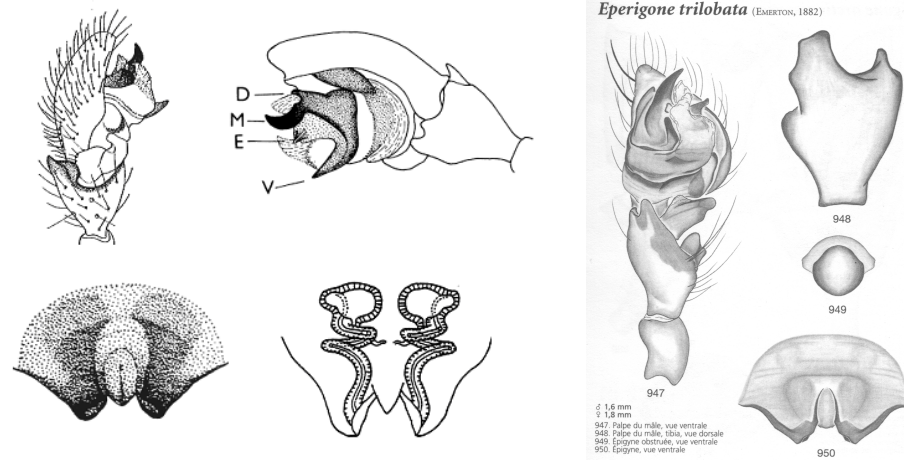 D
M
E
V
Eperigone trilobata (EMERTON, 1882)
948
949
947
♂ 1,6 mm
♀ 1,8 mm
947. Palpe du mâle, vue ventrale
948. Palpe du mâle, tibia, vue dorsale
949. Épigyne obstruée, vue ventrale
950. Épigyne, vue ventrale
950